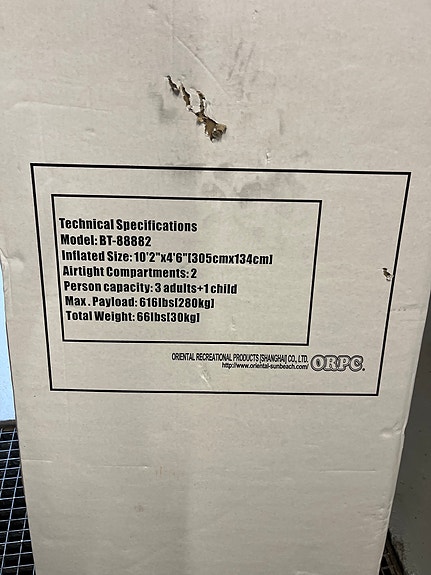 Technical Specifications
Model: BT-88882
Inflated Size: 10'2"x4'6"[305cmx134cm]
Airtight Compartments: 2
Person capacity: 3 adults+1 child
Max. Payload: 616lbs[280kg]
Total Weight: 66lbs[30kg]
ORIENTAL RECREATIONAL PRODUCTS [SHANGHAI] CO., LTD.
http://www.oriental-sunbeach.com/
ORPC.